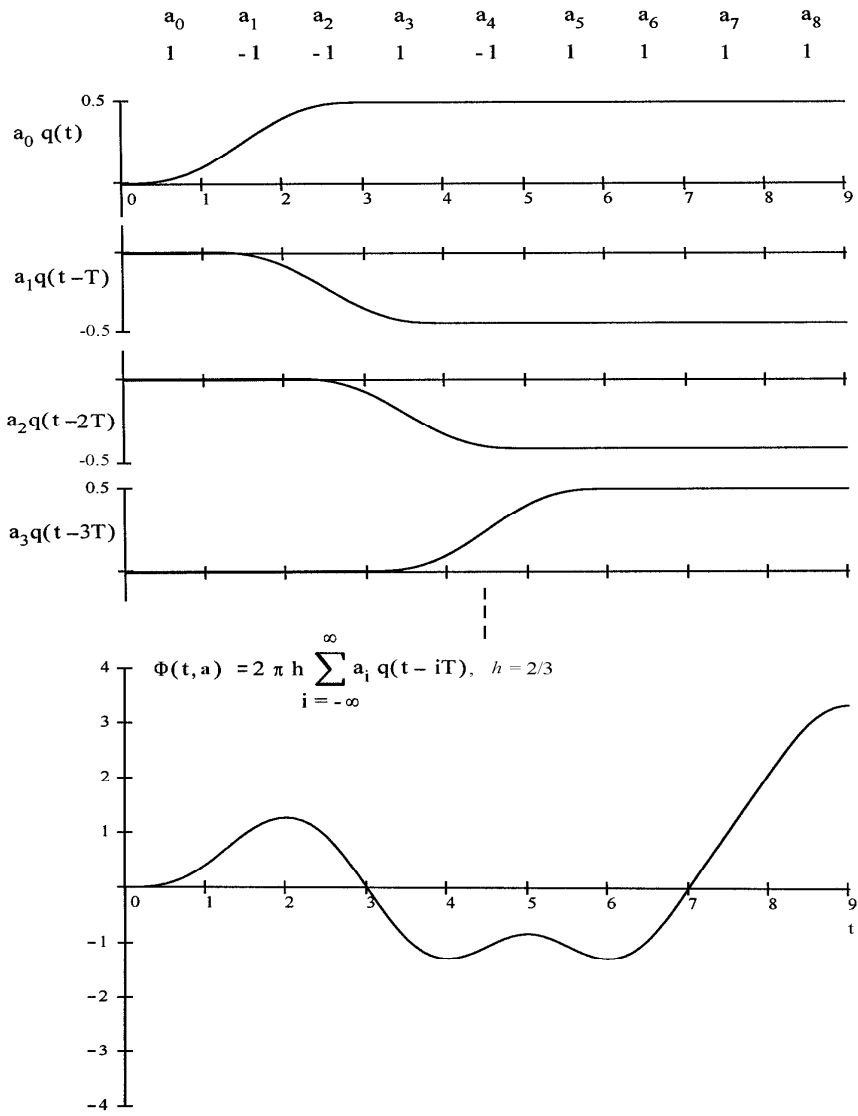 a₀ a₁ a₂ a₃ a₄ a₅ a₆ a₇ a₈
1 -1 -1 1 -1 1 1 1 1
0.5
a₀ q(t)
0 1 2 3 4 5 6 7 8 9
a₁q(t-T)
-0.5
a₂q(t-2T)
-0.5
0.5
a₃q(t-3T)
Φ(t,a) = 2 π h ∑ aᵢ q(t-iT), h = 2/3
∞
i = -∞
4
3
2
1
0 1 2 3 4 5 6 7 8 9
t
-1
-2
-3
-4